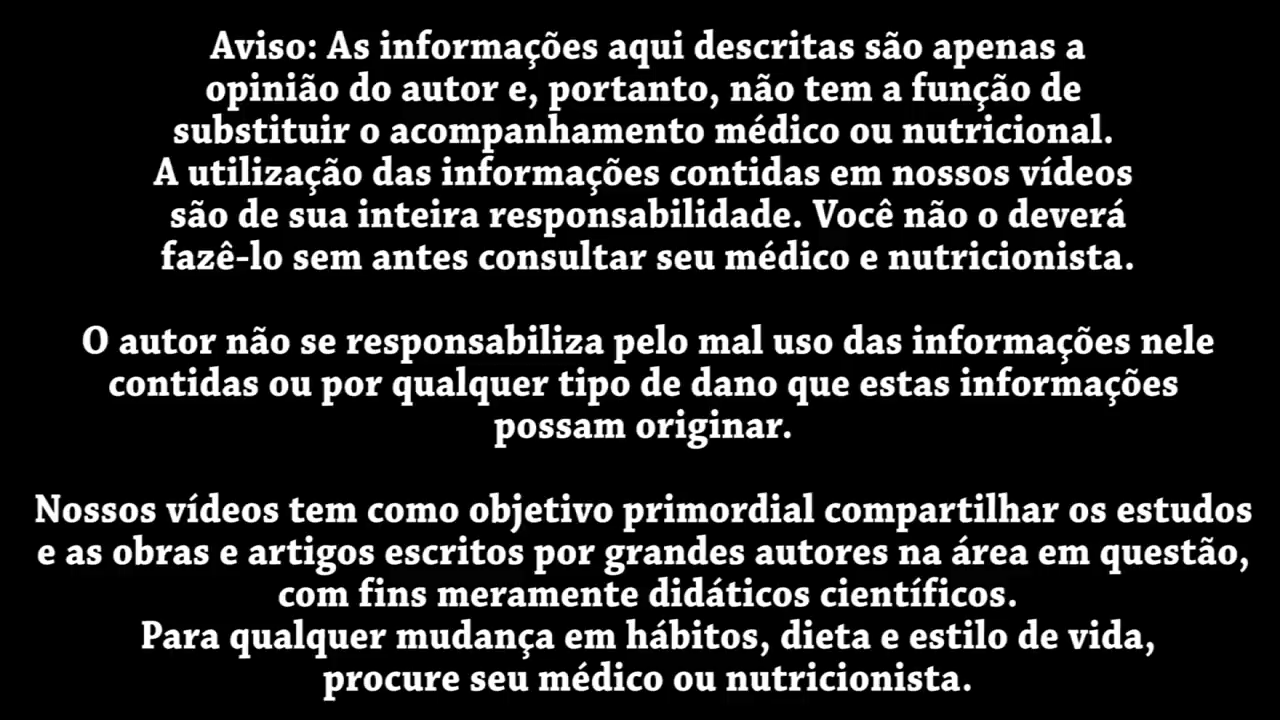 Aviso: As informações aqui descritas são apenas a
opinião do autor e, portanto, não tem a função de
substituir o acompanhamento médico ou nutricional.
A utilização das informações contidas em nossos vídeos
são de sua inteira responsabilidade. Você não o deverá
fazê-lo sem antes consultar seu médico e nutricionista.
O autor não se responsabiliza pelo mal uso das informações nele
contidas ou por qualquer tipo de dano que estas informações
possam originar.
Nossos vídeos tem como objetivo primordial compartilhar os estudos
e as obras e artigos escritos por grandes autores na área em questão,
com fins meramente didáticos científicos.
Para qualquer mudança em hábitos, dieta e estilo de vida,
procure seu médico ou nutricionista.